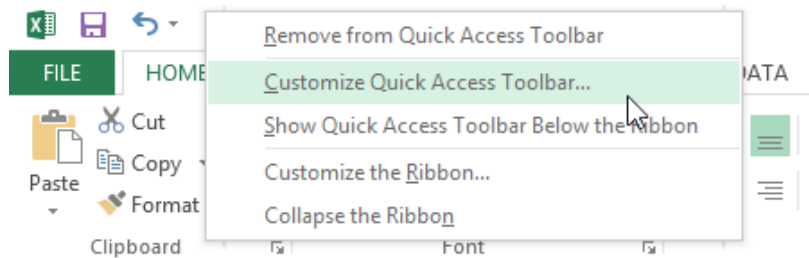 Remove from Quick Access Toolbar
FILE
HOME
Customize Quick Access Toolbar...
DATA
Cut
Show Quick Access Toolbar Below the Ribbon
Copy
Paste
Customize the Ribbon...
Format
Collapse the Ribbon
Clipboard
Font